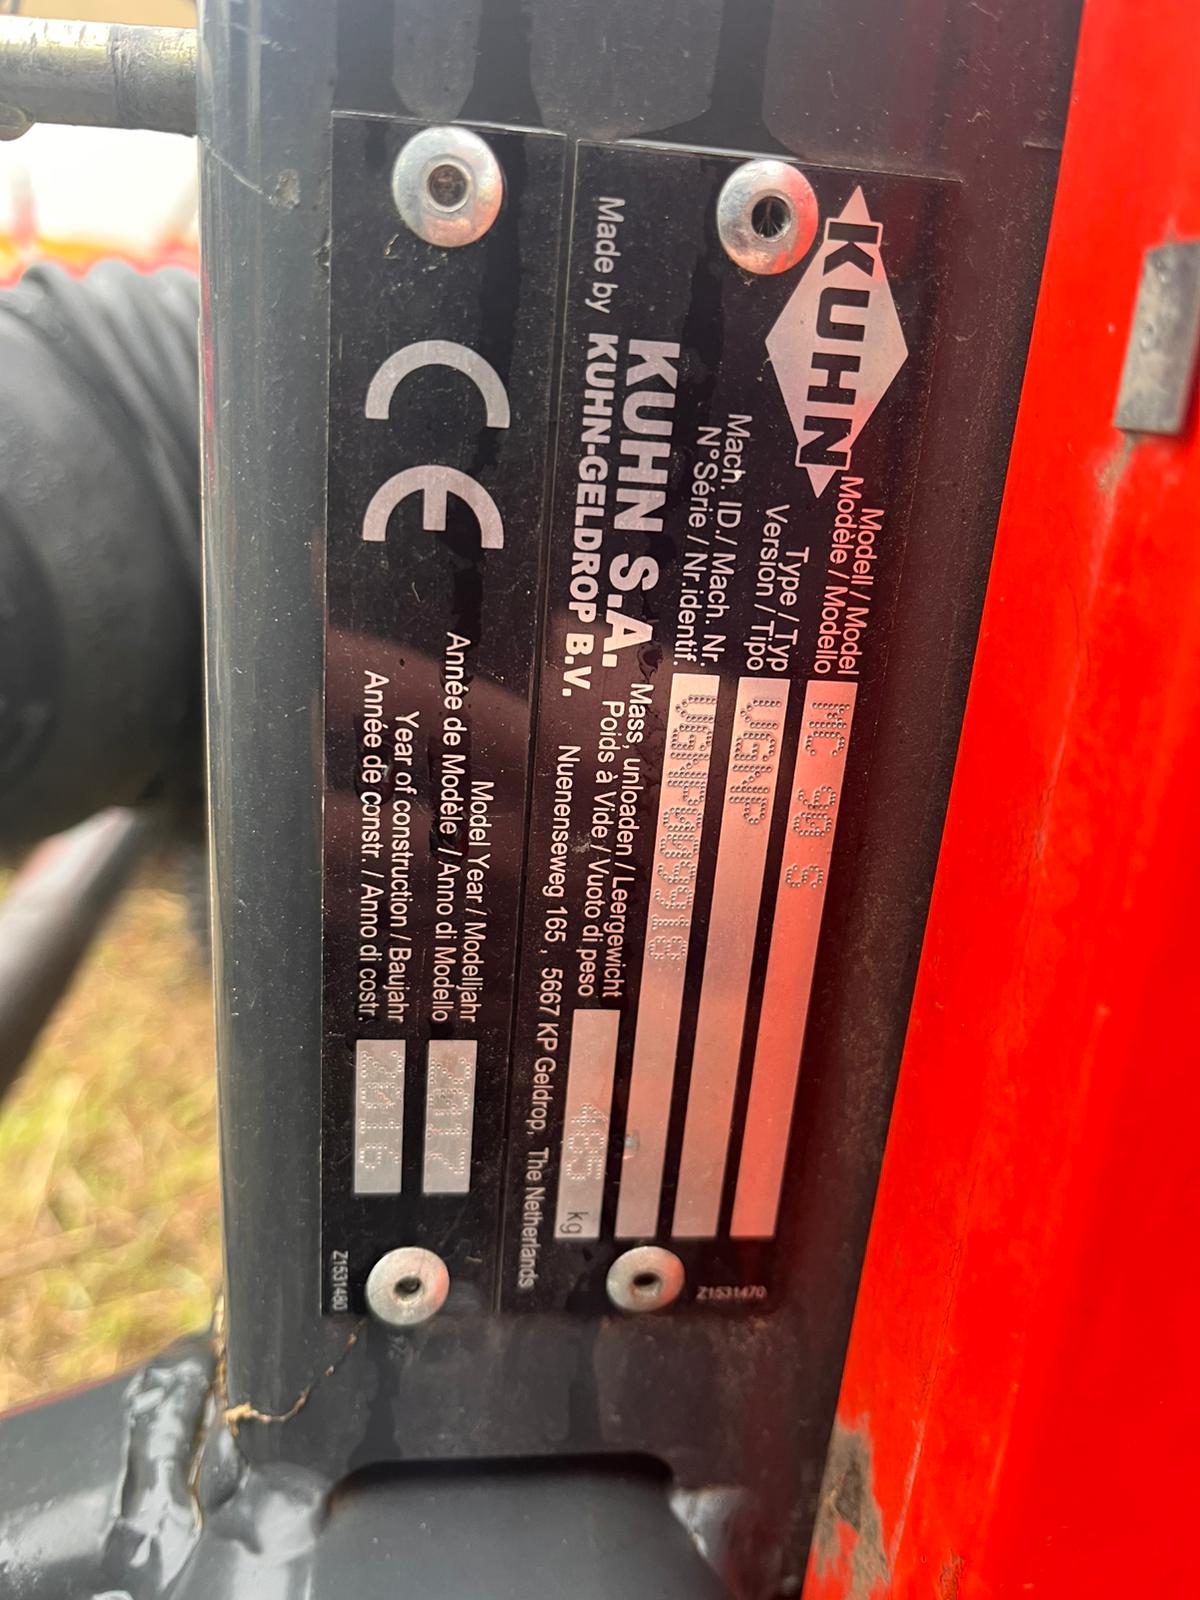 KUHN
Modell / Model
Modèle / Modello
MC 90 S
Type / Typ
Version / Tipo
VGNP
Mach. ID./ Mach. Nr.
N°Série / Nr.identif.
Mass, unloaden / Leergewicht
Poids à Vide / Vuoto di peso
485 kg
KUHN S.A.
Made by KUHN-GELDROP B.V.
Nuenenseweg 165, 5667 KP Geldrop, The Netherlands
Z1531470
CE
Model Year / Modelljahr
Année de Modèle / Anno di Modello
2017
Year of construction / Baujahr
Année de constr. / Anno di costr.
2016
Z1531480